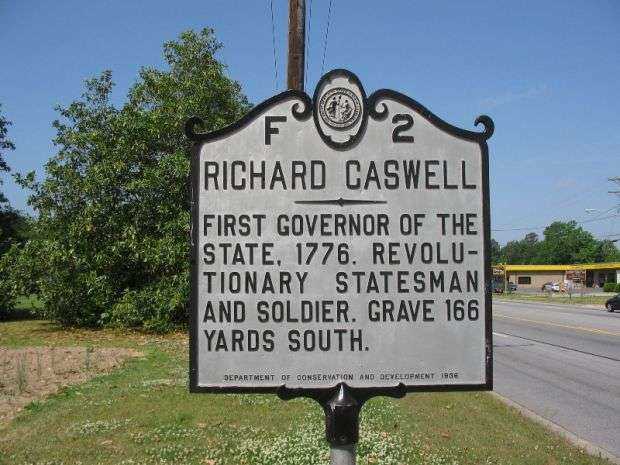 F 2
RICHARD CASWELL
FIRST GOVERNOR OF THE
STATE, 1776. REVOLU-
TIONARY STATESMAN
AND SOLDIER. GRAVE 166
YARDS SOUTH.
DEPARTMENT OF CONSERVATION AND DEVELOPMENT 1936